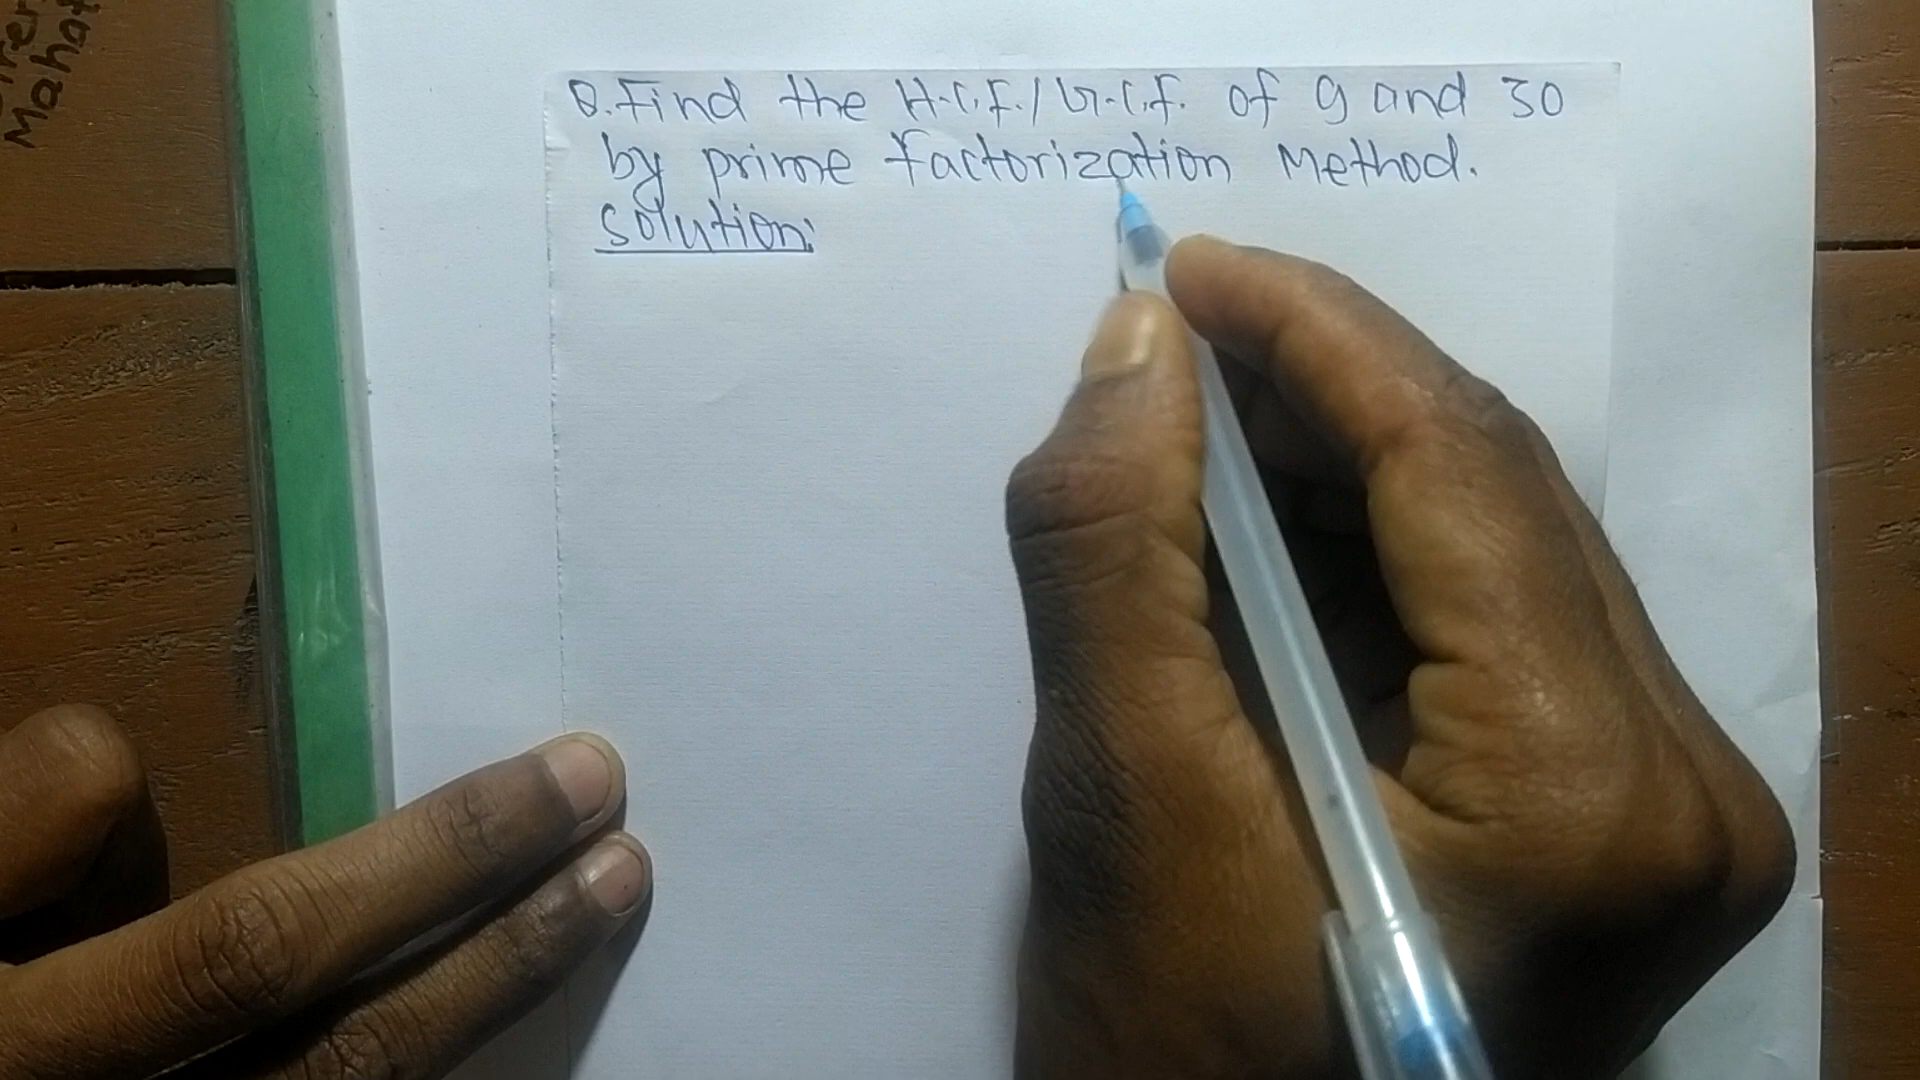 Q. Find the H.C.F./G.C.F. of 9 and 30
by prime factorization Method.
Solution: